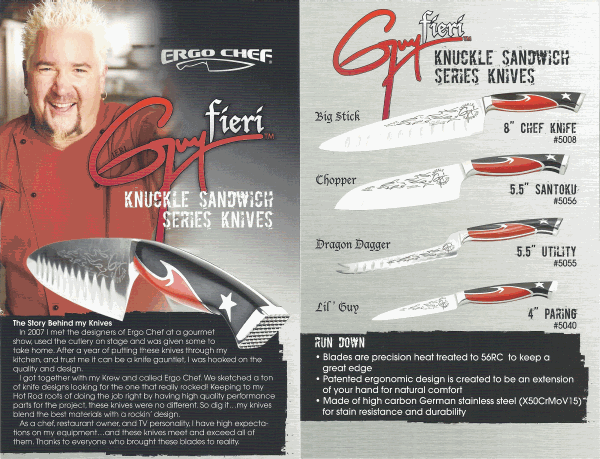 ERGO CHEF
Guy fieri™
KNUCKLE SANDWICH
SERIES KNIVES
The Story Behind my Knives
In 2007 I met the designers of Ergo Chef at a gourmet
show, used the cutlery on stage and was given some to
take home. After a year of putting these knives through my
kitchen, and trust me it can be a knife gauntlet, I was hooked on the
quality and design.
I got together with my Krew and called Ergo Chef. We sketched a ton
of knife designs looking for the one that really rocked! Keeping to my
Hot Rod roots of doing the job right by having high quality performance
parts for the project, these knives were no different. So dig it...my knives
blend the best materials with a rockin' design.
As a chef, restaurant owner, and TV personality, I have high expecta-
tions on my equipment...and these knives meet and exceed all of
them. Thanks to everyone who brought these blades to reality.
Guy fieri™
KNUCKLE SANDWICH
SERIES KNIVES
Big Stick
8" CHEF KNIFE
#5008
Chopper
5.5" SANTOKU
#5056
Dragon Dagger
5.5" UTILITY
#5055
Lil' Guy
4" PARING
#5040
RUN DOWN
• Blades are precision heat treated to 56RC to keep a
great edge
• Patented ergonomic design is created to be an extension
of your hand for natural comfort
• Made of high carbon German stainless steel (X50CrMoV15)
for stain resistance and durability